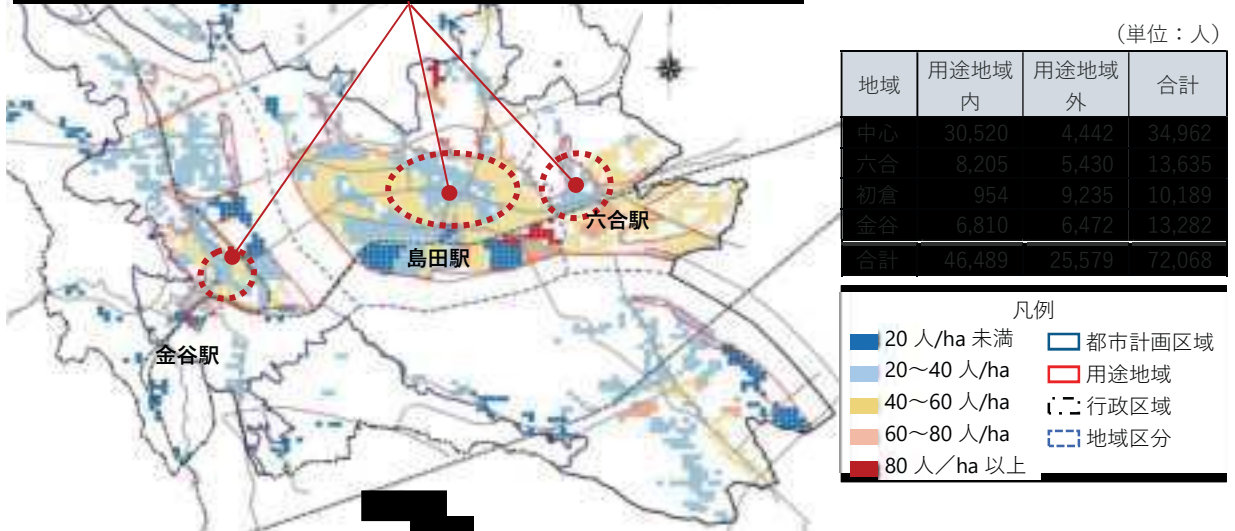 （単位：人）
地域 用途地域内 用途地域外 合計
中心 30,520 4,442 34,962
六合 8,205 5,430 13,635
初倉 954 9,235 10,189
金谷 6,810 6,472 13,282
合計 46,489 25,579 72,068
六合駅
島田駅
金谷駅
凡例
20 人/ha 未満 都市計画区域
20～40 人/ha 用途地域
40～60 人/ha 行政区域
60～80 人/ha 地域区分
80 人／ha 以上